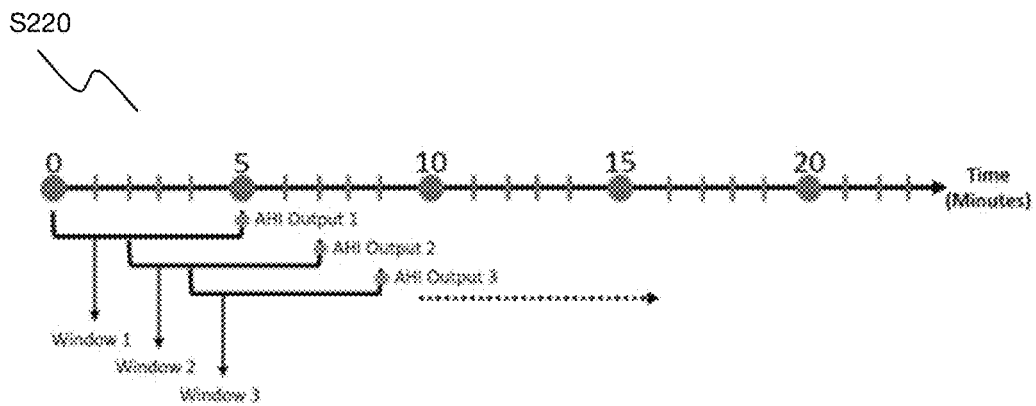 S220
0 5 10 15 20
Time
(Minutes)
AHI Output 1
AHI Output 2
AHI Output 3
Window 1
Window 2
Window 3